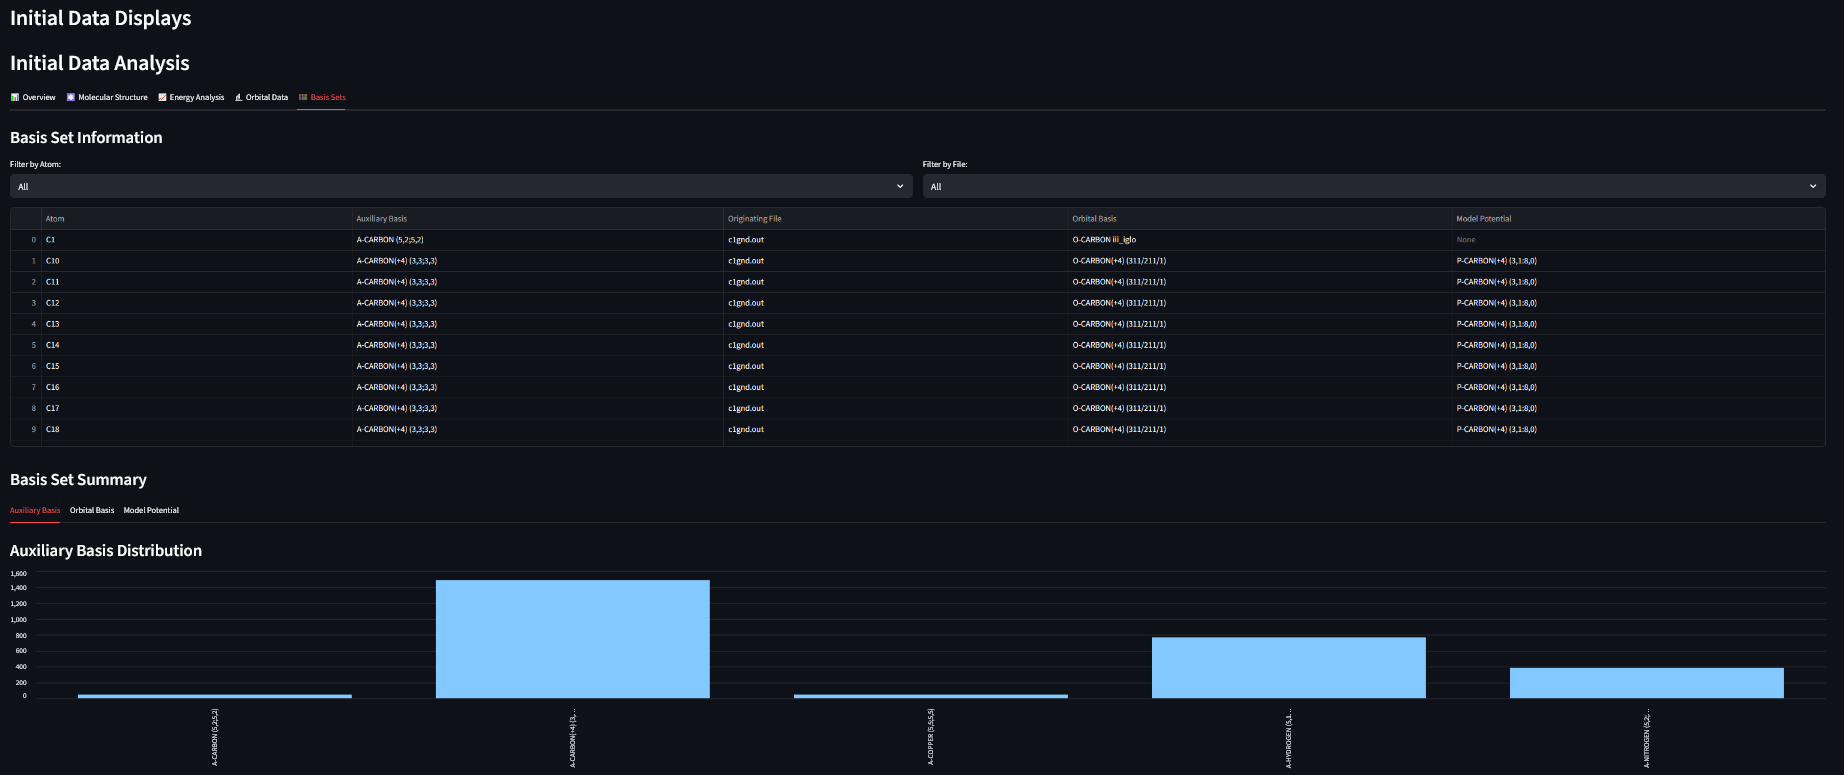 Initial Data Displays
Initial Data Analysis
Overview Molecular Structure Energy Analysis Orbital Data Basis Sets
Basis Set Information
Filter by Atom: Filter by File:
All All
Atom Auxiliary Basis Originating File Orbital Basis Model Potential
0 C1 A-CARBON (5,2;5,2) c1gnd.out O-CARBON iii_iglo None
1 C10 A-CARBON(+4) (3,3;3,3) c1gnd.out O-CARBON(+4) (311/211/1) P-CARBON(+4) (3,1:8,0)
2 C11 A-CARBON(+4) (3,3;3,3) c1gnd.out O-CARBON(+4) (311/211/1) P-CARBON(+4) (3,1:8,0)
3 C12 A-CARBON(+4) (3,3;3,3) c1gnd.out O-CARBON(+4) (311/211/1) P-CARBON(+4) (3,1:8,0)
4 C13 A-CARBON(+4) (3,3;3,3) c1gnd.out O-CARBON(+4) (311/211/1) P-CARBON(+4) (3,1:8,0)
5 C14 A-CARBON(+4) (3,3;3,3) c1gnd.out O-CARBON(+4) (311/211/1) P-CARBON(+4) (3,1:8,0)
6 C15 A-CARBON(+4) (3,3;3,3) c1gnd.out O-CARBON(+4) (311/211/1) P-CARBON(+4) (3,1:8,0)
7 C16 A-CARBON(+4) (3,3;3,3) c1gnd.out O-CARBON(+4) (311/211/1) P-CARBON(+4) (3,1:8,0)
8 C17 A-CARBON(+4) (3,3;3,3) c1gnd.out O-CARBON(+4) (311/211/1) P-CARBON(+4) (3,1:8,0)
9 C18 A-CARBON(+4) (3,3;3,3) c1gnd.out O-CARBON(+4) (311/211/1) P-CARBON(+4) (3,1:8,0)
Basis Set Summary
Auxiliary Basis Orbital Basis Model Potential
Auxiliary Basis Distribution
1,600
1,400
1,200
1,000
800
600
400
200
0
A-CARBON (5,2;5,2)
A-CARBON(+4) (3,…
A-COPPER (5,5;5,5)
A-HYDROGEN (5,1…
A-NITROGEN (5,2;…